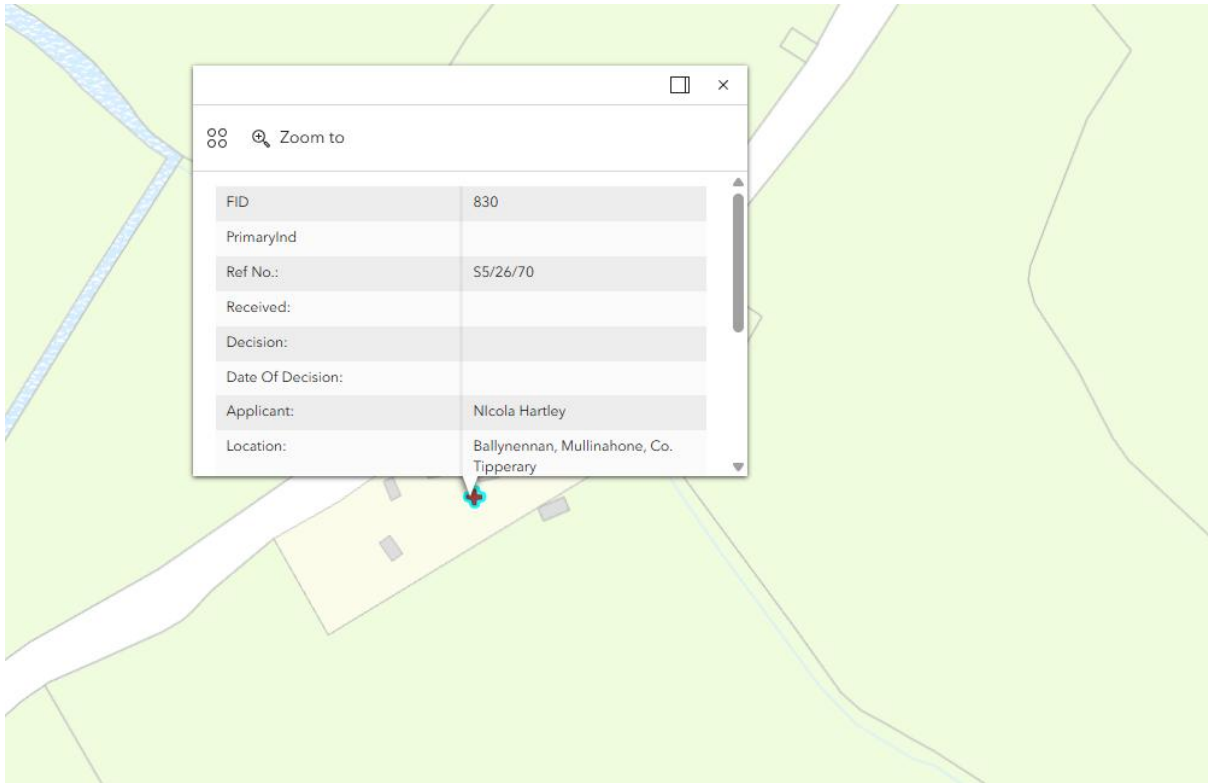 Zoom to
FID 830
PrimaryInd
Ref No.: S5/26/70
Received:
Decision:
Date Of Decision:
Applicant: NIcola Hartley
Location: Ballynennan, Mullinahone, Co.
Tipperary